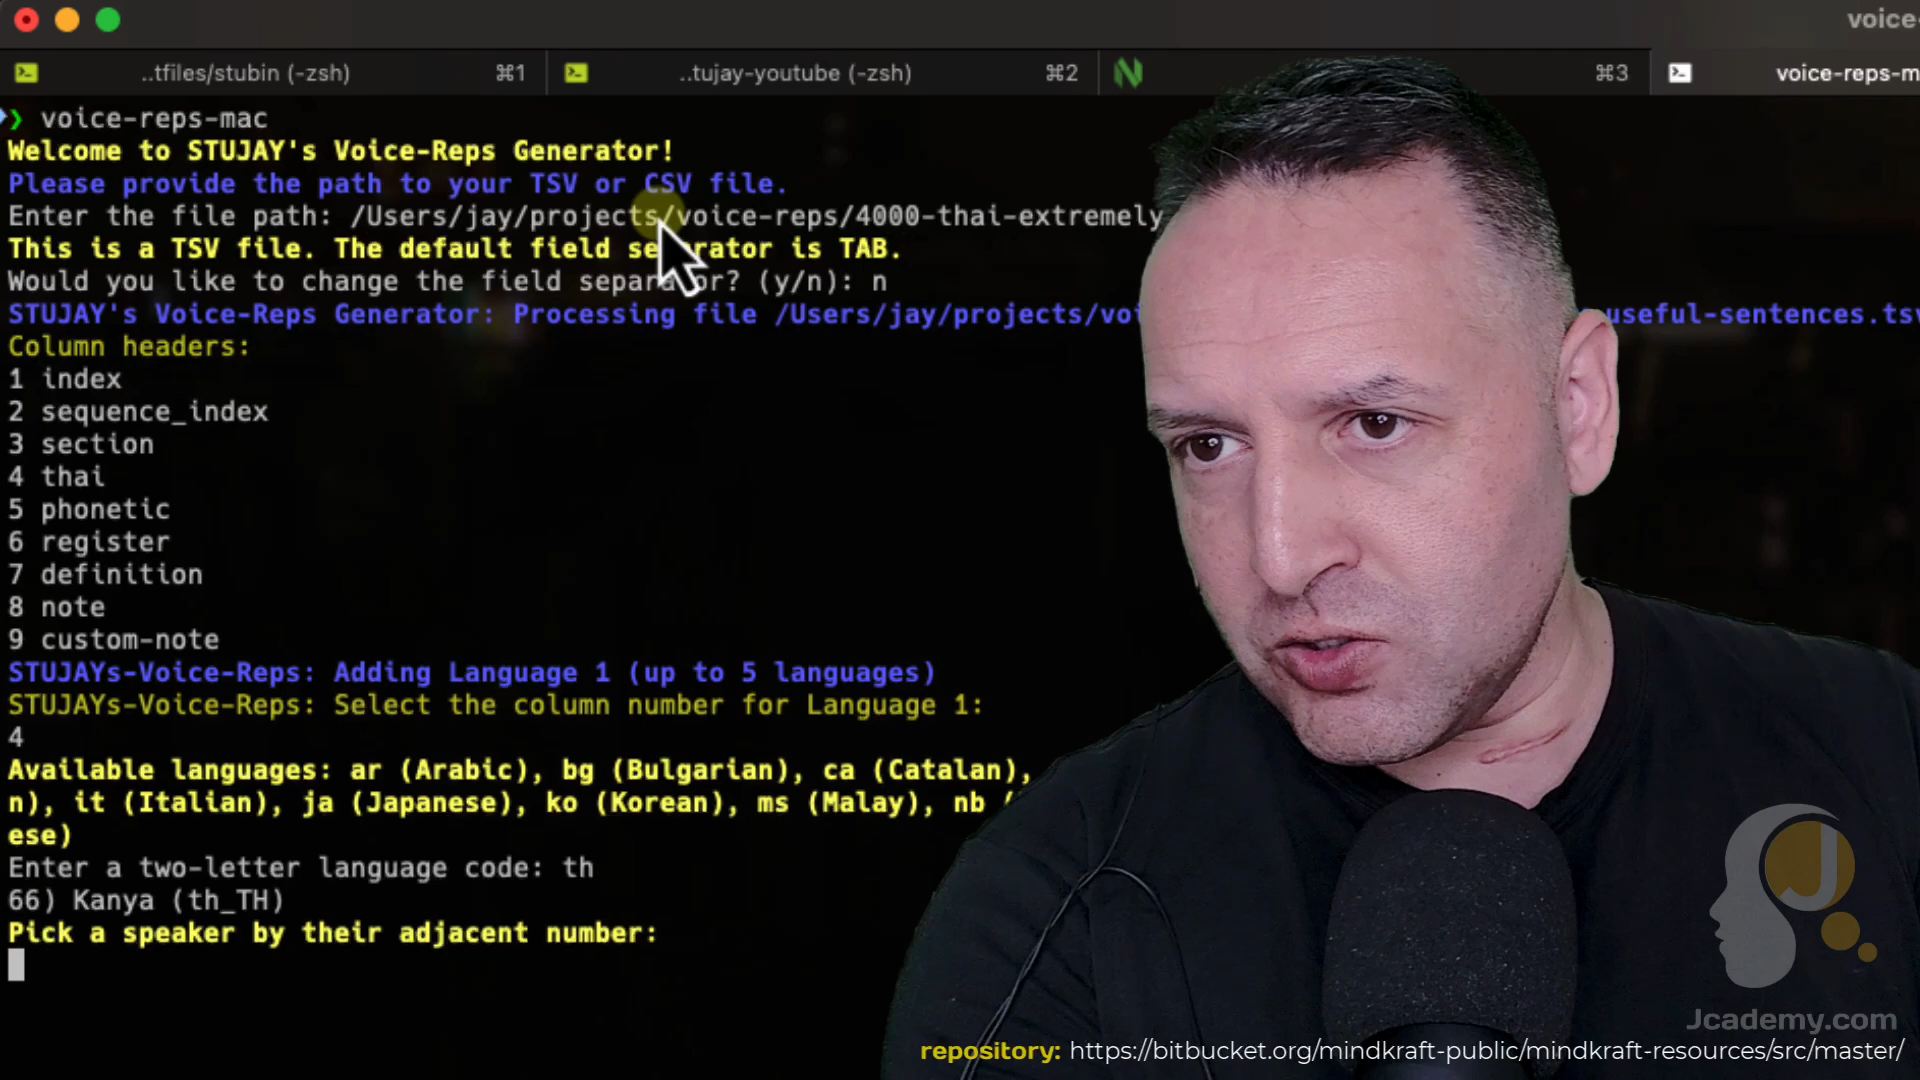 voice-
..tfiles/stubin (-zsh) ⌘1 ..tujay-youtube (-zsh) ⌘2 ⌘3 voice-reps-m
❯ voice-reps-mac
Welcome to STUJAY's Voice-Reps Generator!
Please provide the path to your TSV or CSV file.
Enter the file path: /Users/jay/projects/voice-reps/4000-thai-extremely
This is a TSV file. The default field separator is TAB.
Would you like to change the field separator? (y/n): n
STUJAY's Voice-Reps Generator: Processing file /Users/jay/projects/voi useful-sentences.tsv
Column headers:
1 index
2 sequence_index
3 section
4 thai
5 phonetic
6 register
7 definition
8 note
9 custom-note
STUJAYs-Voice-Reps: Adding Language 1 (up to 5 languages)
STUJAYs-Voice-Reps: Select the column number for Language 1:
4
Available languages: ar (Arabic), bg (Bulgarian), ca (Catalan),
n), it (Italian), ja (Japanese), ko (Korean), ms (Malay), nb (
ese)
Enter a two-letter language code: th
66) Kanya (th_TH)
Pick a speaker by their adjacent number:
Jcademy.com
repository: https://bitbucket.org/mindkraft-public/mindkraft-resources/src/master/